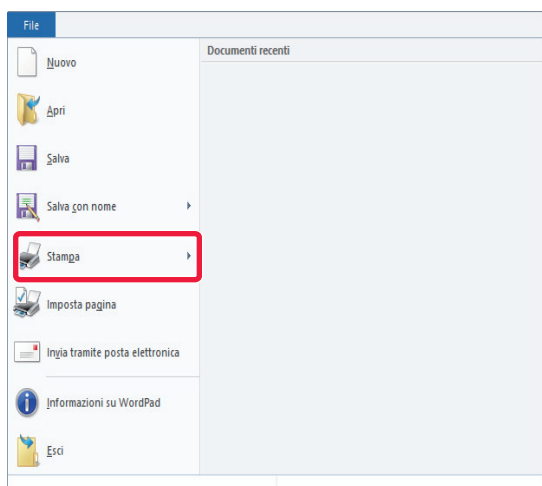 File
Documenti recenti
Nuovo
Apri
Salva
Salva con nome
Stampa
Imposta pagina
Invia tramite posta elettronica
Informazioni su WordPad
Esci